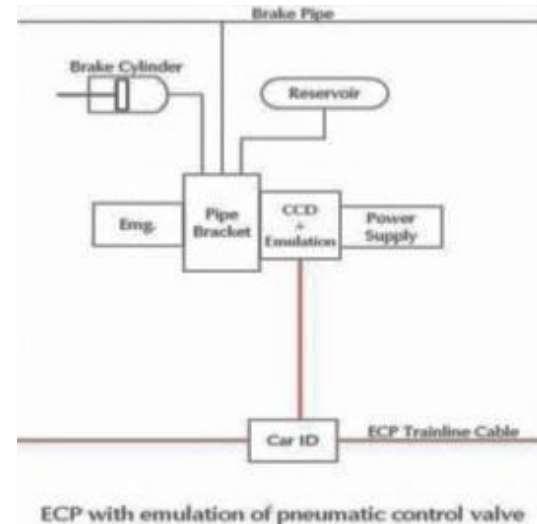 Brake Pipe
Brake Cylinder
Reservoir
Emg.
Pipe
Bracket
CCD
+
Emulation
Power
Supply
Car ID
ECP Trainline Cable
ECP with emulation of pneumatic control valve